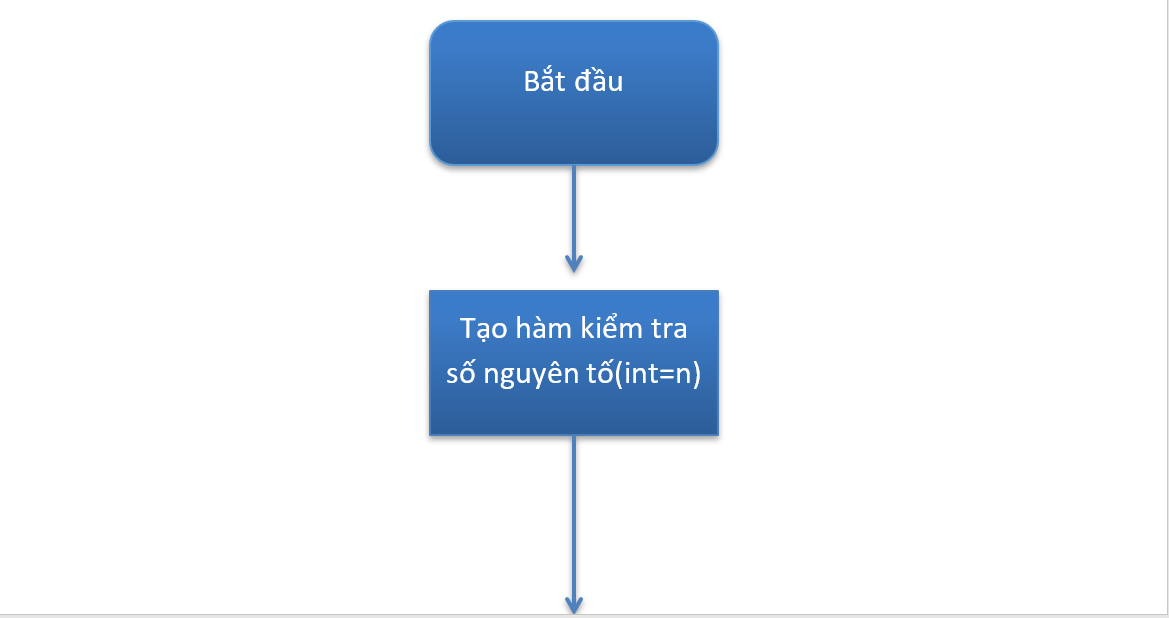 Bắt đầu
Tạo hàm kiểm tra
số nguyên tố(int=n)